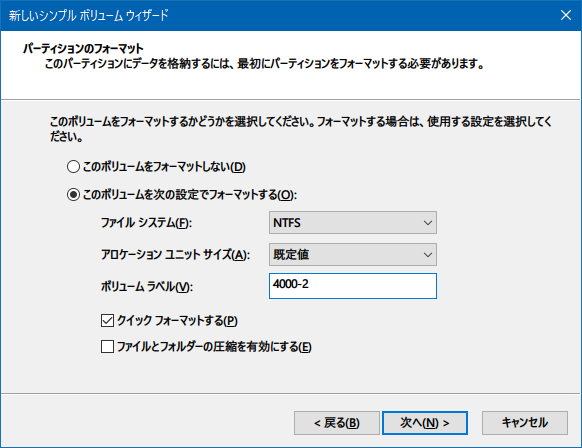 新しいシンプル ボリューム ウィザード
パーティションのフォーマット
このパーティションにデータを格納するには、最初にパーティションをフォーマットする必要があります。
このボリュームをフォーマットするかどうかを選択してください。フォーマットする場合は、使用する設定を選択してく
ださい。
このボリュームをフォーマットしない(D)
このボリュームを次の設定でフォーマットする(O):
ファイル システム(F): NTFS
アロケーション ユニット サイズ(A): 既定値
ボリューム ラベル(V): 4000-2
クイック フォーマットする(P)
ファイルとフォルダーの圧縮を有効にする(E)
< 戻る(B) 次へ(N) > キャンセル